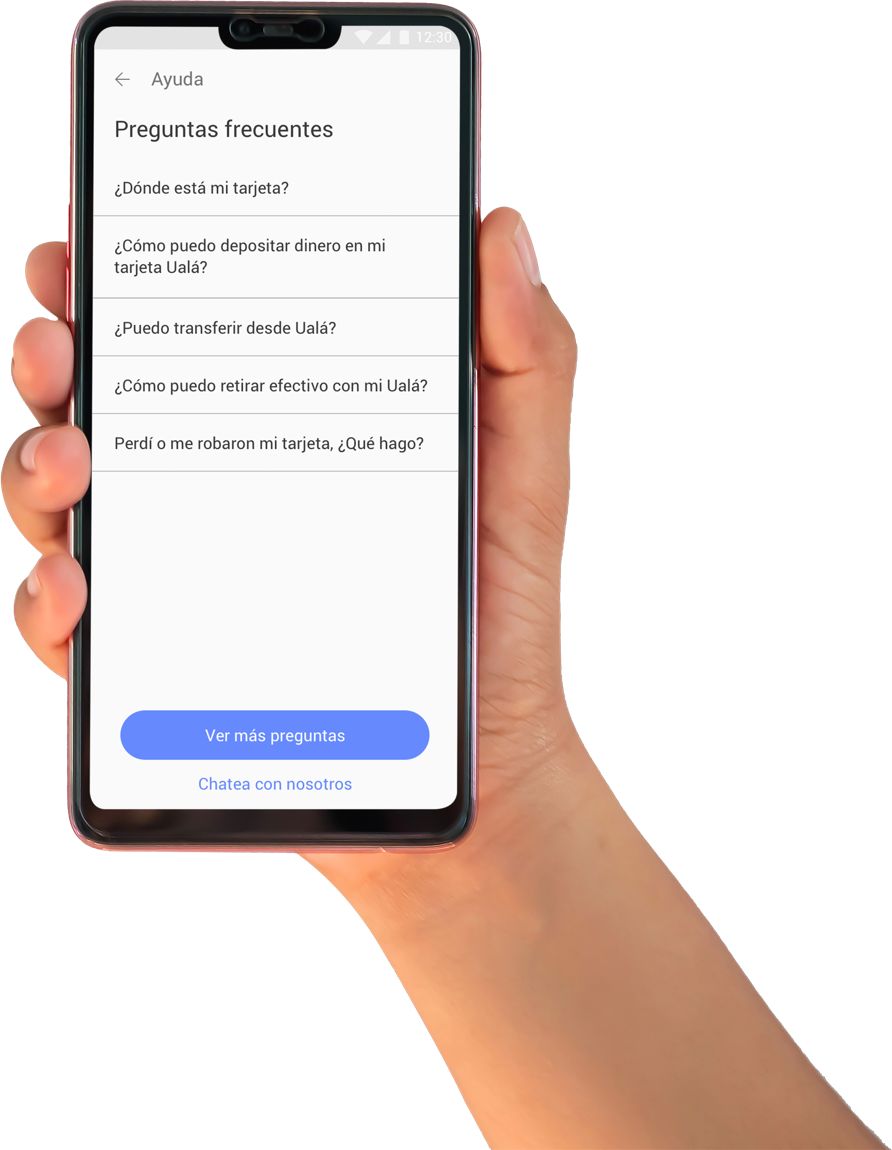 12:30
Ayuda
Preguntas frecuentes
¿Dónde está mi tarjeta?
¿Cómo puedo depositar dinero en mi
tarjeta Ualá?
¿Puedo transferir desde Ualá?
¿Cómo puedo retirar efectivo con mi Ualá?
Perdí o me robaron mi tarjeta, ¿Qué hago?
Ver más preguntas
Chatea con nosotros